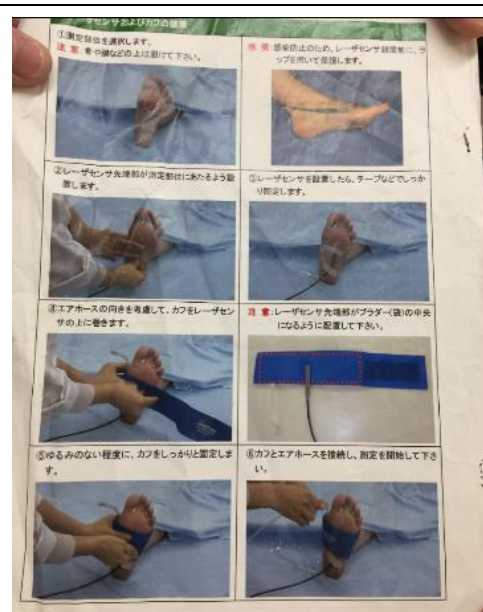 ーザセンサおよびカフの装着
①測定部位を選択します。
注 意:骨や腱などの上は避けて下さい。
推 奨:感染防止のため、レーザセンサ設置前に、ラ
ップを用いて保護します。
②レーザセンサ先端部が測定部位にあたるよう設
置します。
③レーザセンサを設置したら、テープなどでしっか
り固定します。
④エアホースの向きを考慮して、カフをレーザセン
サの上に巻きます。
注 意:レーザセンサ先端部がブラダー(袋)の中央
になるように配置して下さい。
⑤ゆるみのない程度に、カフをしっかりと固定しま
す。
⑥カフとエアホースを接続し、測定を開始して下さ
い。